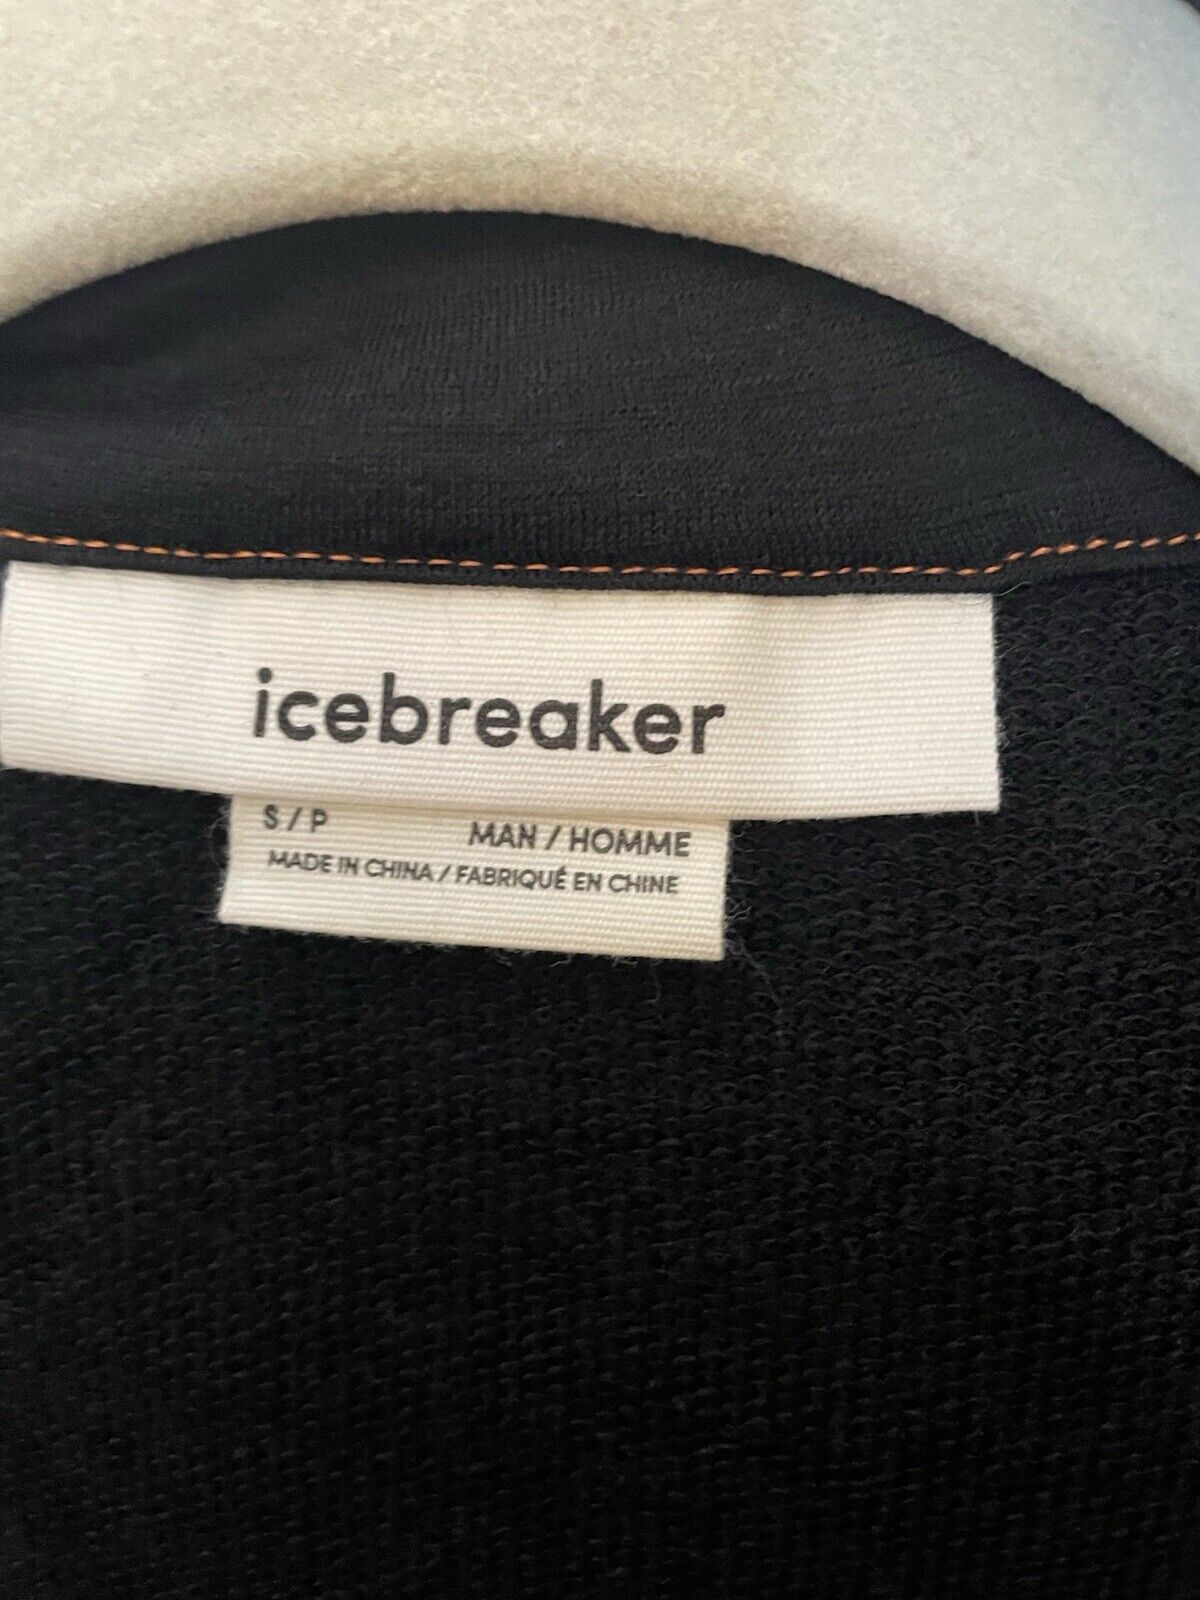 icebreaker
S / P MAN / HOMME
MADE IN CHINA / FABRIQUÉ EN CHINE